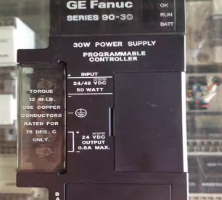 GE Fanuc
SERIES 90-30
OK
RUN
BATT
30W POWER SUPPLY
PROGRAMMABLE
CONTROLLER
INPUT
24/48 VDC
50 WATT
TORQUE
12 IN-LB.
USE COPPER
CONDUCTORS
RATED FOR
75 DEG. C
ONLY.
24 VDC
OUTPUT
0.8A MAX.